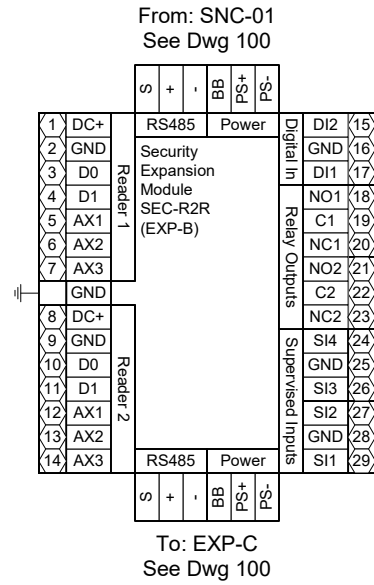 From: SNC-01
See Dwg 100
S + - BB PS+ PS-
RS485 Power
1 DC+
2 GND
3 D0
4 D1
5 AX1
6 AX2
7 AX3
Reader 1
GND
8 DC+
9 GND
10 D0
11 D1
12 AX1
13 AX2
14 AX3
Reader 2
Security
Expansion
Module
SEC-R2R
(EXP-B)
Digital In
DI2 15
GND 16
DI1 17
Relay Outputs
NO1 18
C1 19
NC1 20
NO2 21
C2 22
NC2 23
Supervised Inputs
SI4 24
GND 25
SI3 26
SI2 27
GND 28
SI1 29
RS485 Power
S + - BB PS+ PS-
To: EXP-C
See Dwg 100